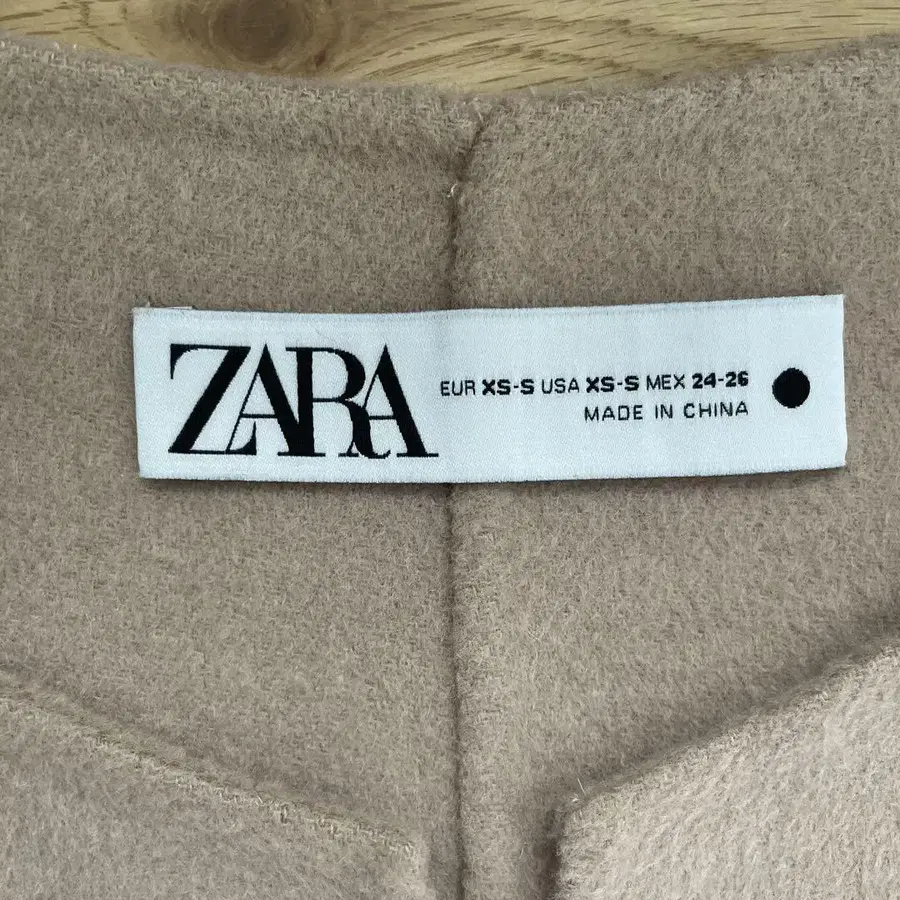 ZARA
EUR XS-S USA XS-S MEX 24-26
MADE IN CHINA